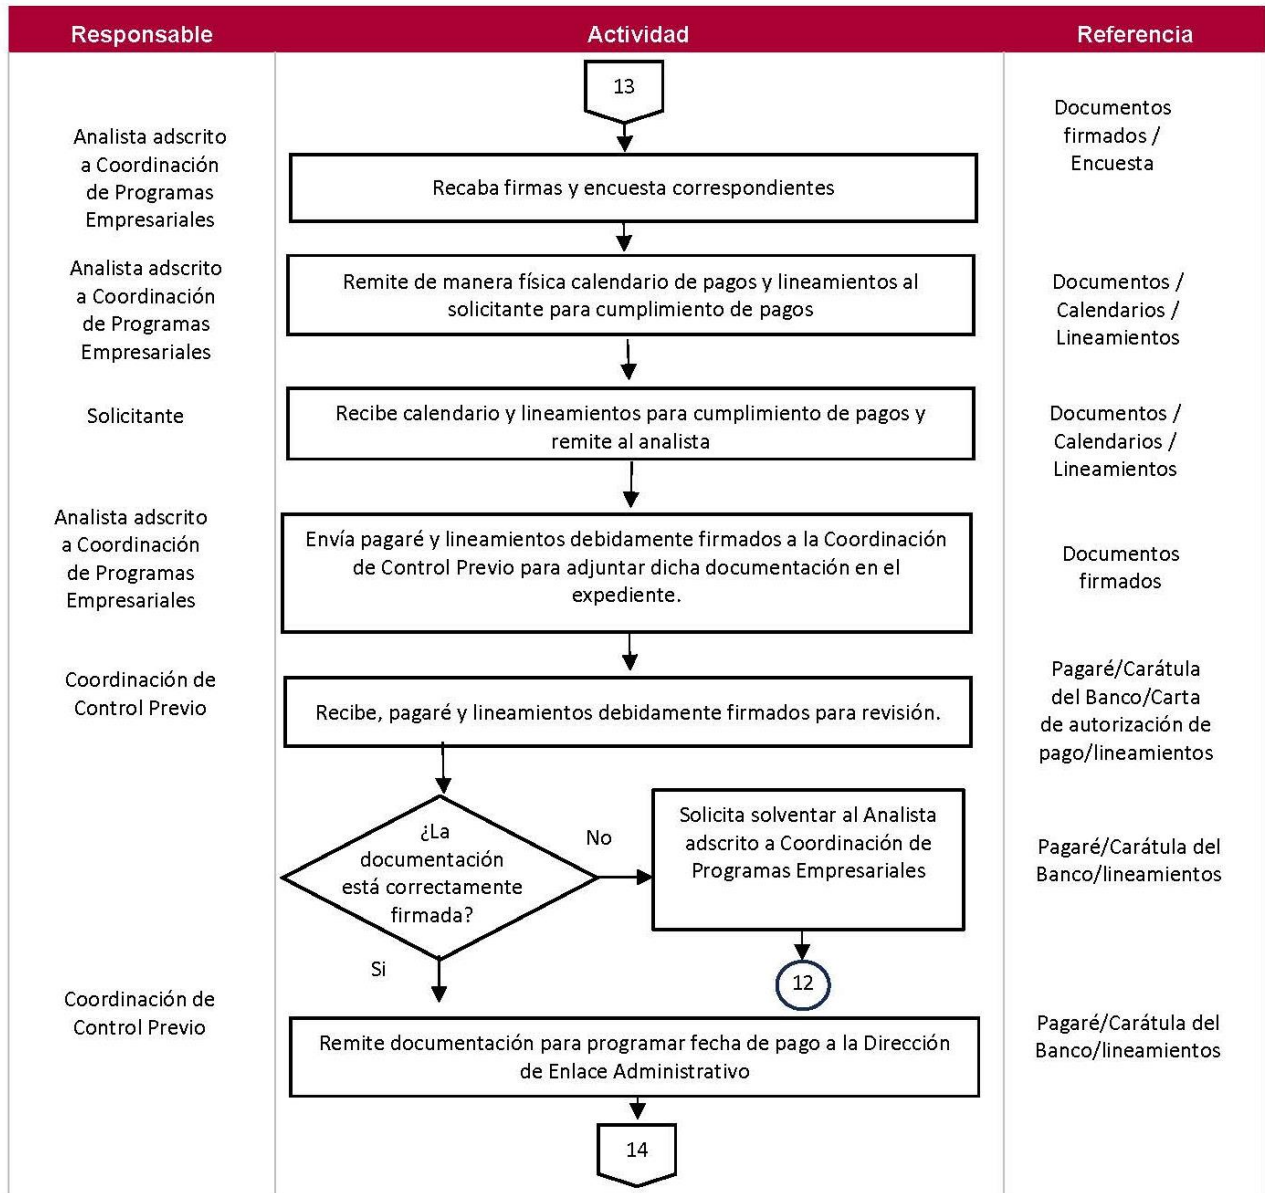 Responsable
Actividad
Referencia
13
Analista adscrito
a Coordinación
de Programas
Empresariales
Recaba firmas y encuesta correspondientes
Documentos
firmados /
Encuesta
Analista adscrito
a Coordinación
de Programas
Empresariales
Remite de manera física calendario de pagos y lineamientos al
solicitante para cumplimiento de pagos
Documentos /
Calendarios /
Lineamientos
Solicitante
Recibe calendario y lineamientos para cumplimiento de pagos y
remite al analista
Documentos /
Calendarios /
Lineamientos
Analista adscrito
a Coordinación
de Programas
Empresariales
Envía pagaré y lineamientos debidamente firmados a la Coordinación
de Control Previo para adjuntar dicha documentación en el
expediente.
Documentos
firmados
Coordinación de
Control Previo
Recibe, pagaré y lineamientos debidamente firmados para revisión.
Pagaré/Carátula
del Banco/Carta
de autorización de
pago/lineamientos
¿La
documentación
está correctamente
firmada?
No
Solicita solventar al Analista
adscrito a Coordinación de
Programas Empresariales
Pagaré/Carátula del
Banco/lineamientos
Si
12
Coordinación de
Control Previo
Remite documentación para programar fecha de pago a la Dirección
de Enlace Administrativo
Pagaré/Carátula del
Banco/lineamientos
14